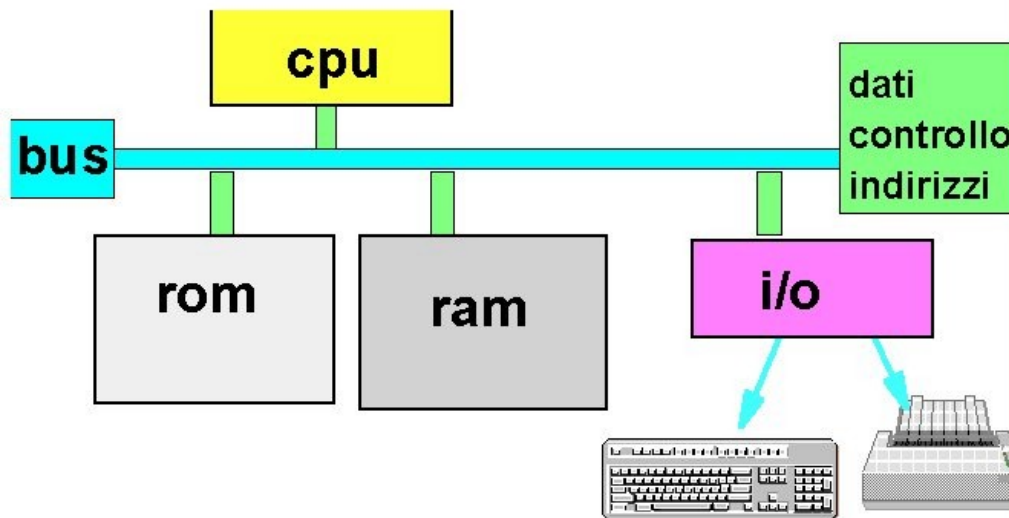 cpu
bus
dati
controllo
indirizzi
rom
ram
i/o